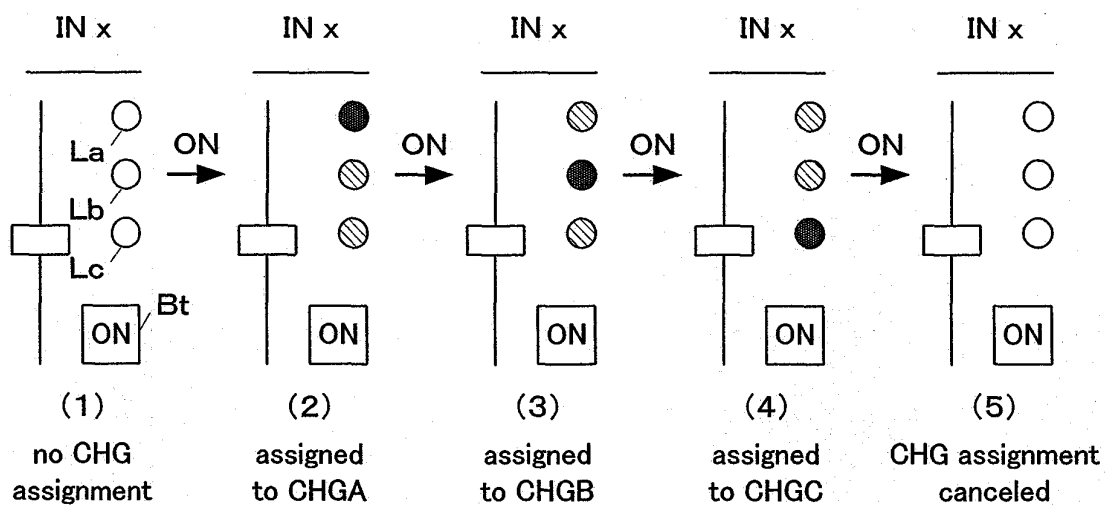 IN x IN x IN x IN x IN x
La
ON ON ON ON
Lb
Lc
Bt
ON ON ON ON ON
(1) (2) (3) (4) (5)
no CHG assigned assigned assigned CHG assignment
assignment to CHGA to CHGB to CHGC canceled